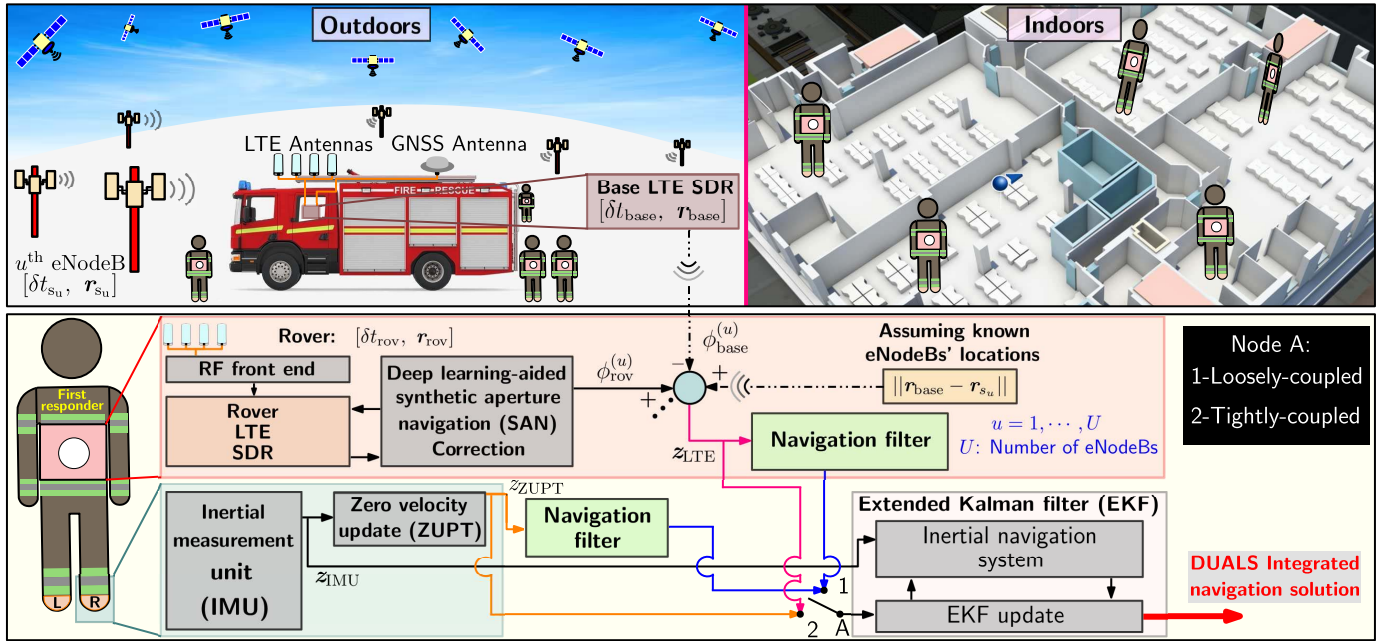 Outdoors
Indoors
LTE Antennas
GNSS Antenna
FIRE RESCUE
Base LTE SDR
[δt_base, r_base]
u^th eNodeB
[δt_s_u, r_s_u]
Rover: [δt_rov, r_rov]
RF front end
Rover
LTE
SDR
Deep learning-aided
synthetic aperture
navigation (SAN)
Correction
ϕ_rov^(u)
ϕ_base^(u)
−
+
+
Assuming known
eNodeBs' locations
||r_base − r_s_u||
z_LTE
Navigation filter
u = 1, ⋯ , U
U: Number of eNodeBs
Node A:
1-Loosely-coupled
2-Tightly-coupled
First
responder
L
R
Inertial
measurement
unit
(IMU)
Zero velocity
update (ZUPT)
z_ZUPT
Navigation
filter
z_IMU
1
2
A
Extended Kalman filter (EKF)
Inertial navigation
system
EKF update
DUALS Integrated
navigation solution